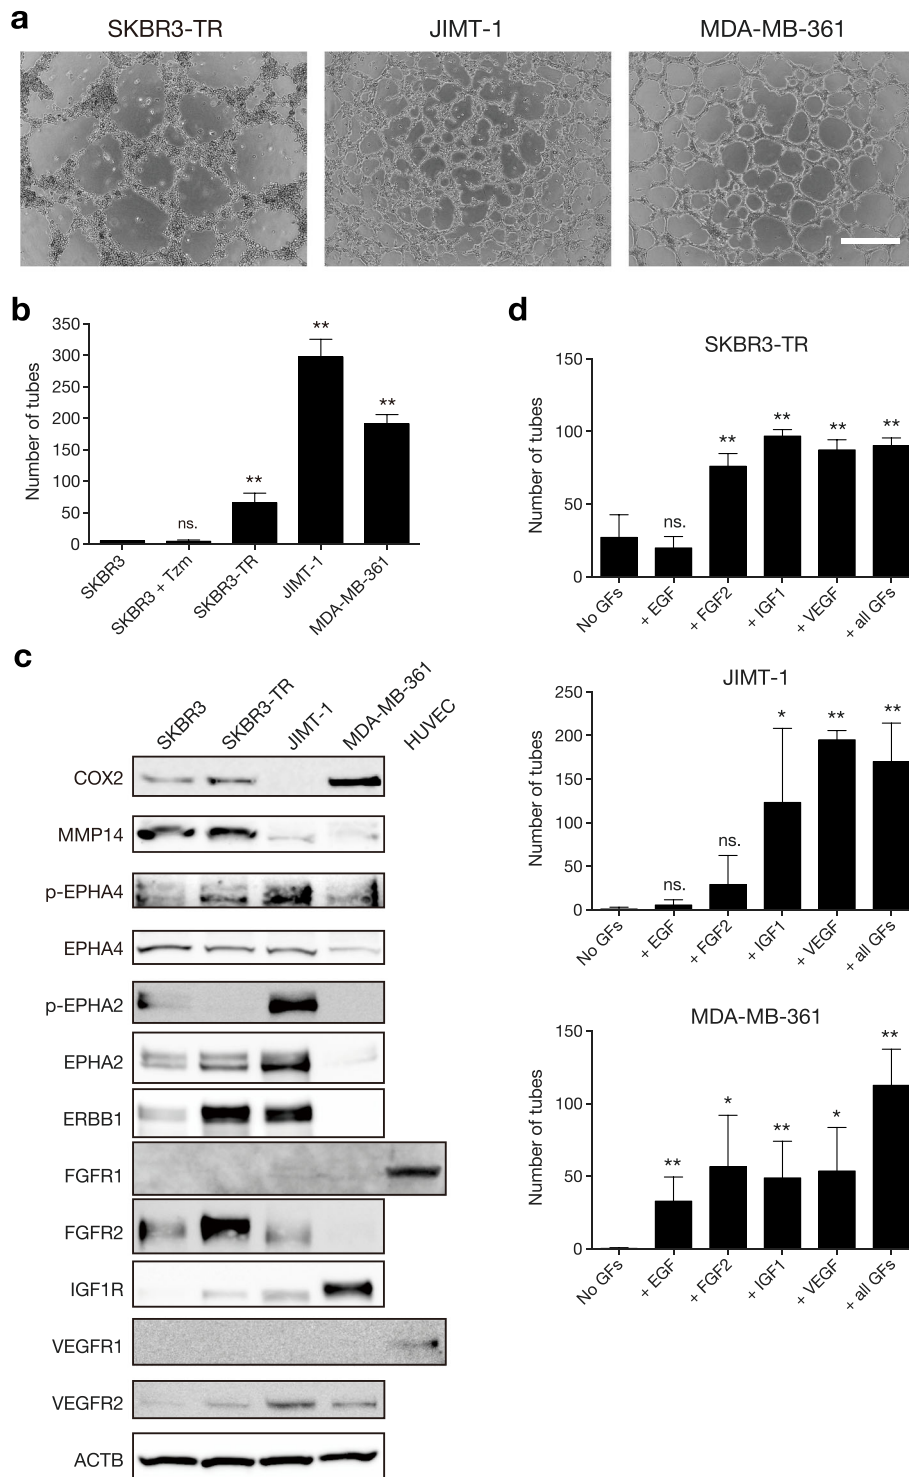 a
SKBR3-TR
JIMT-1
MDA-MB-361
b
350
300
250
200
150
100
50
0
Number of tubes
ns.
**
**
**
SKBR3
SKBR3 + Tzm
SKBR3-TR
JIMT-1
MDA-MB-361
c
SKBR3
SKBR3-TR
JIMT-1
MDA-MB-361
HUVEC
COX2
MMP14
p-EPHA4
EPHA4
p-EPHA2
EPHA2
ERBB1
FGFR1
FGFR2
IGF1R
VEGFR1
VEGFR2
ACTB
d
SKBR3-TR
150
100
50
0
Number of tubes
ns.
**
**
**
**
No GFs
+ EGF
+ FGF2
+ IGF1
+ VEGF
+ all GFs
JIMT-1
250
200
150
100
50
0
Number of tubes
ns.
ns.
*
**
**
No GFs
+ EGF
+ FGF2
+ IGF1
+ VEGF
+ all GFs
MDA-MB-361
150
100
50
0
Number of tubes
**
*
**
*
**
No GFs
+ EGF
+ FGF2
+ IGF1
+ VEGF
+ all GFs